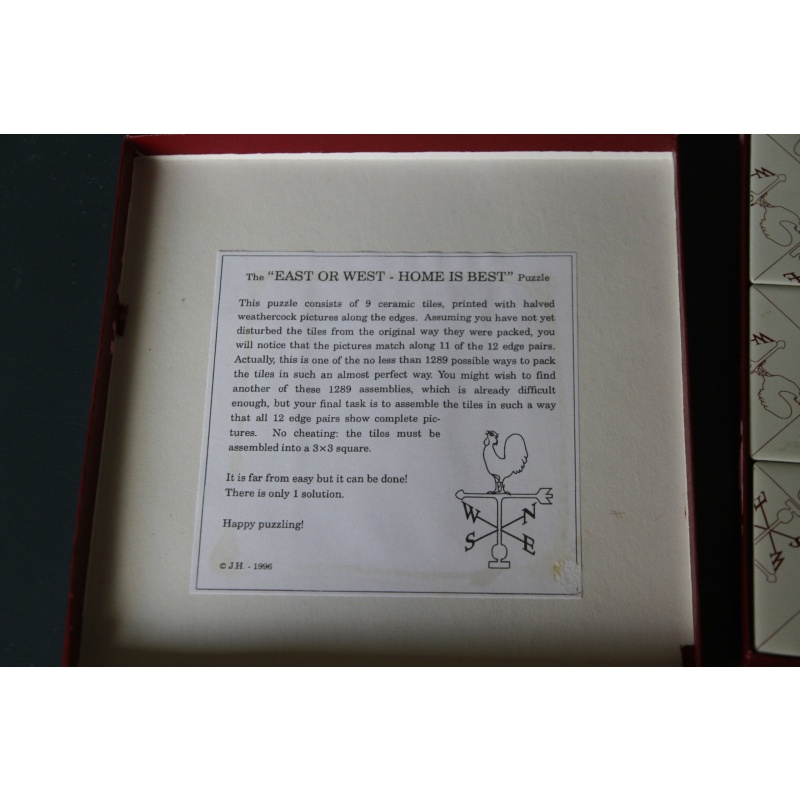 The “EAST OR WEST - HOME IS BEST” Puzzle
This puzzle consists of 9 ceramic tiles, printed with halved
weathercock pictures along the edges. Assuming you have not yet
disturbed the tiles from the original way they were packed, you
will notice that the pictures match along 11 of the 12 edge pairs.
Actually, this is one of the no less than 1289 possible ways to pack
the tiles in such an almost perfect way. You might wish to find
another of these 1289 assemblies, which is already difficult
enough, but your final task is to assemble the tiles in such a way
that all 12 edge pairs show complete pic-
tures. No cheating: the tiles must be
assembled into a 3×3 square.
It is far from easy but it can be done!
There is only 1 solution.
Happy puzzling!
W N
S E
© J.H. - 1996